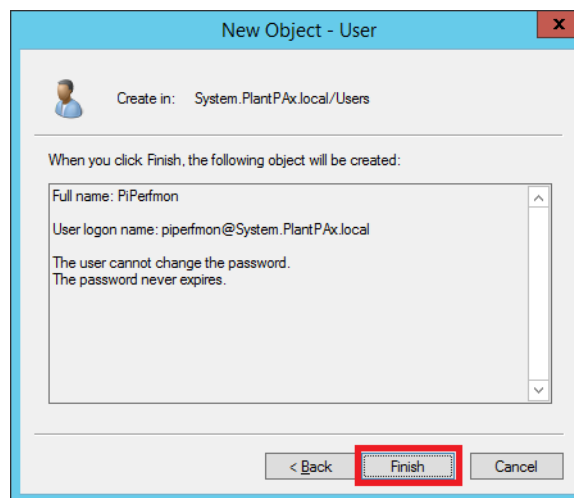 New Object - User
x
Create in: System.PlantPAx.local/Users
When you click Finish, the following object will be created:
Full name: PiPerfmon
User logon name: piperfmon@System.PlantPAx.local
The user cannot change the password.
The password never expires.
< Back Finish Cancel